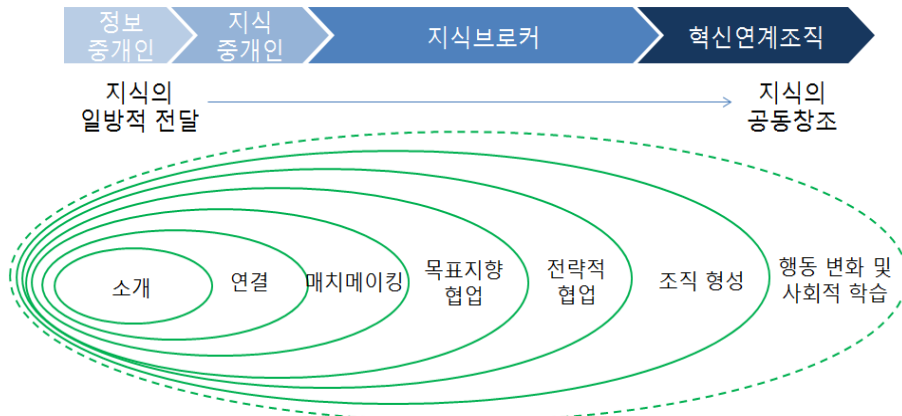 정보
중개인
지식
중개인
지식브로커
혁신연계조직
지식의
일방적 전달
지식의
공동창조
소개
연결
매치메이킹
목표지향
협업
전략적
협업
조직 형성
행동 변화 및
사회적 학습